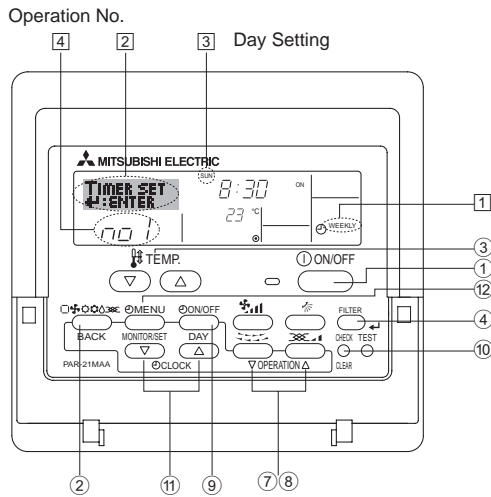 Operation No.
4 2 3 Day Setting
MITSUBISHI ELECTRIC
SUN
TIMER SET
↵:ENTER
8:30 ON
23 °C
no 1
WEEKLY
1
TEMP.
ON/OFF
3
1
12
MENU ON/OFF
FILTER
4
BACK MONITOR/SET DAY
CHECK TEST
10
PAR-21MAA
CLOCK
▽OPERATION△
CLEAR
2 11 9 7 8